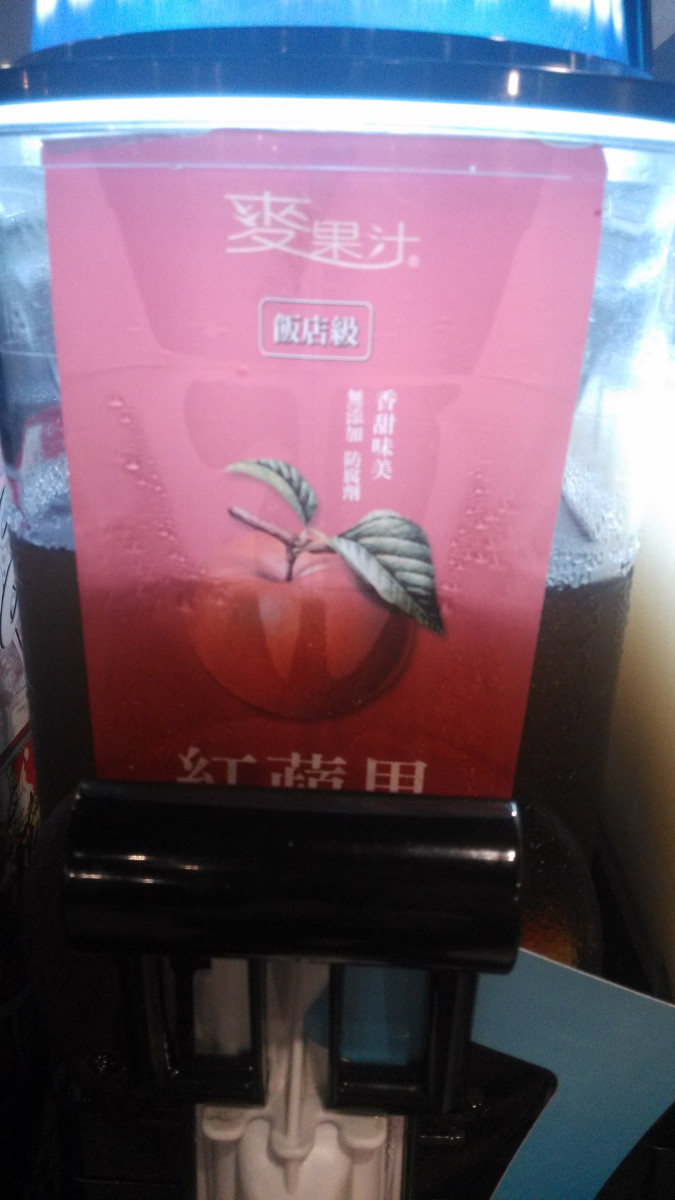 麥果汁
飯店級
香甜味美
無添加 防腐劑
紅蘋果